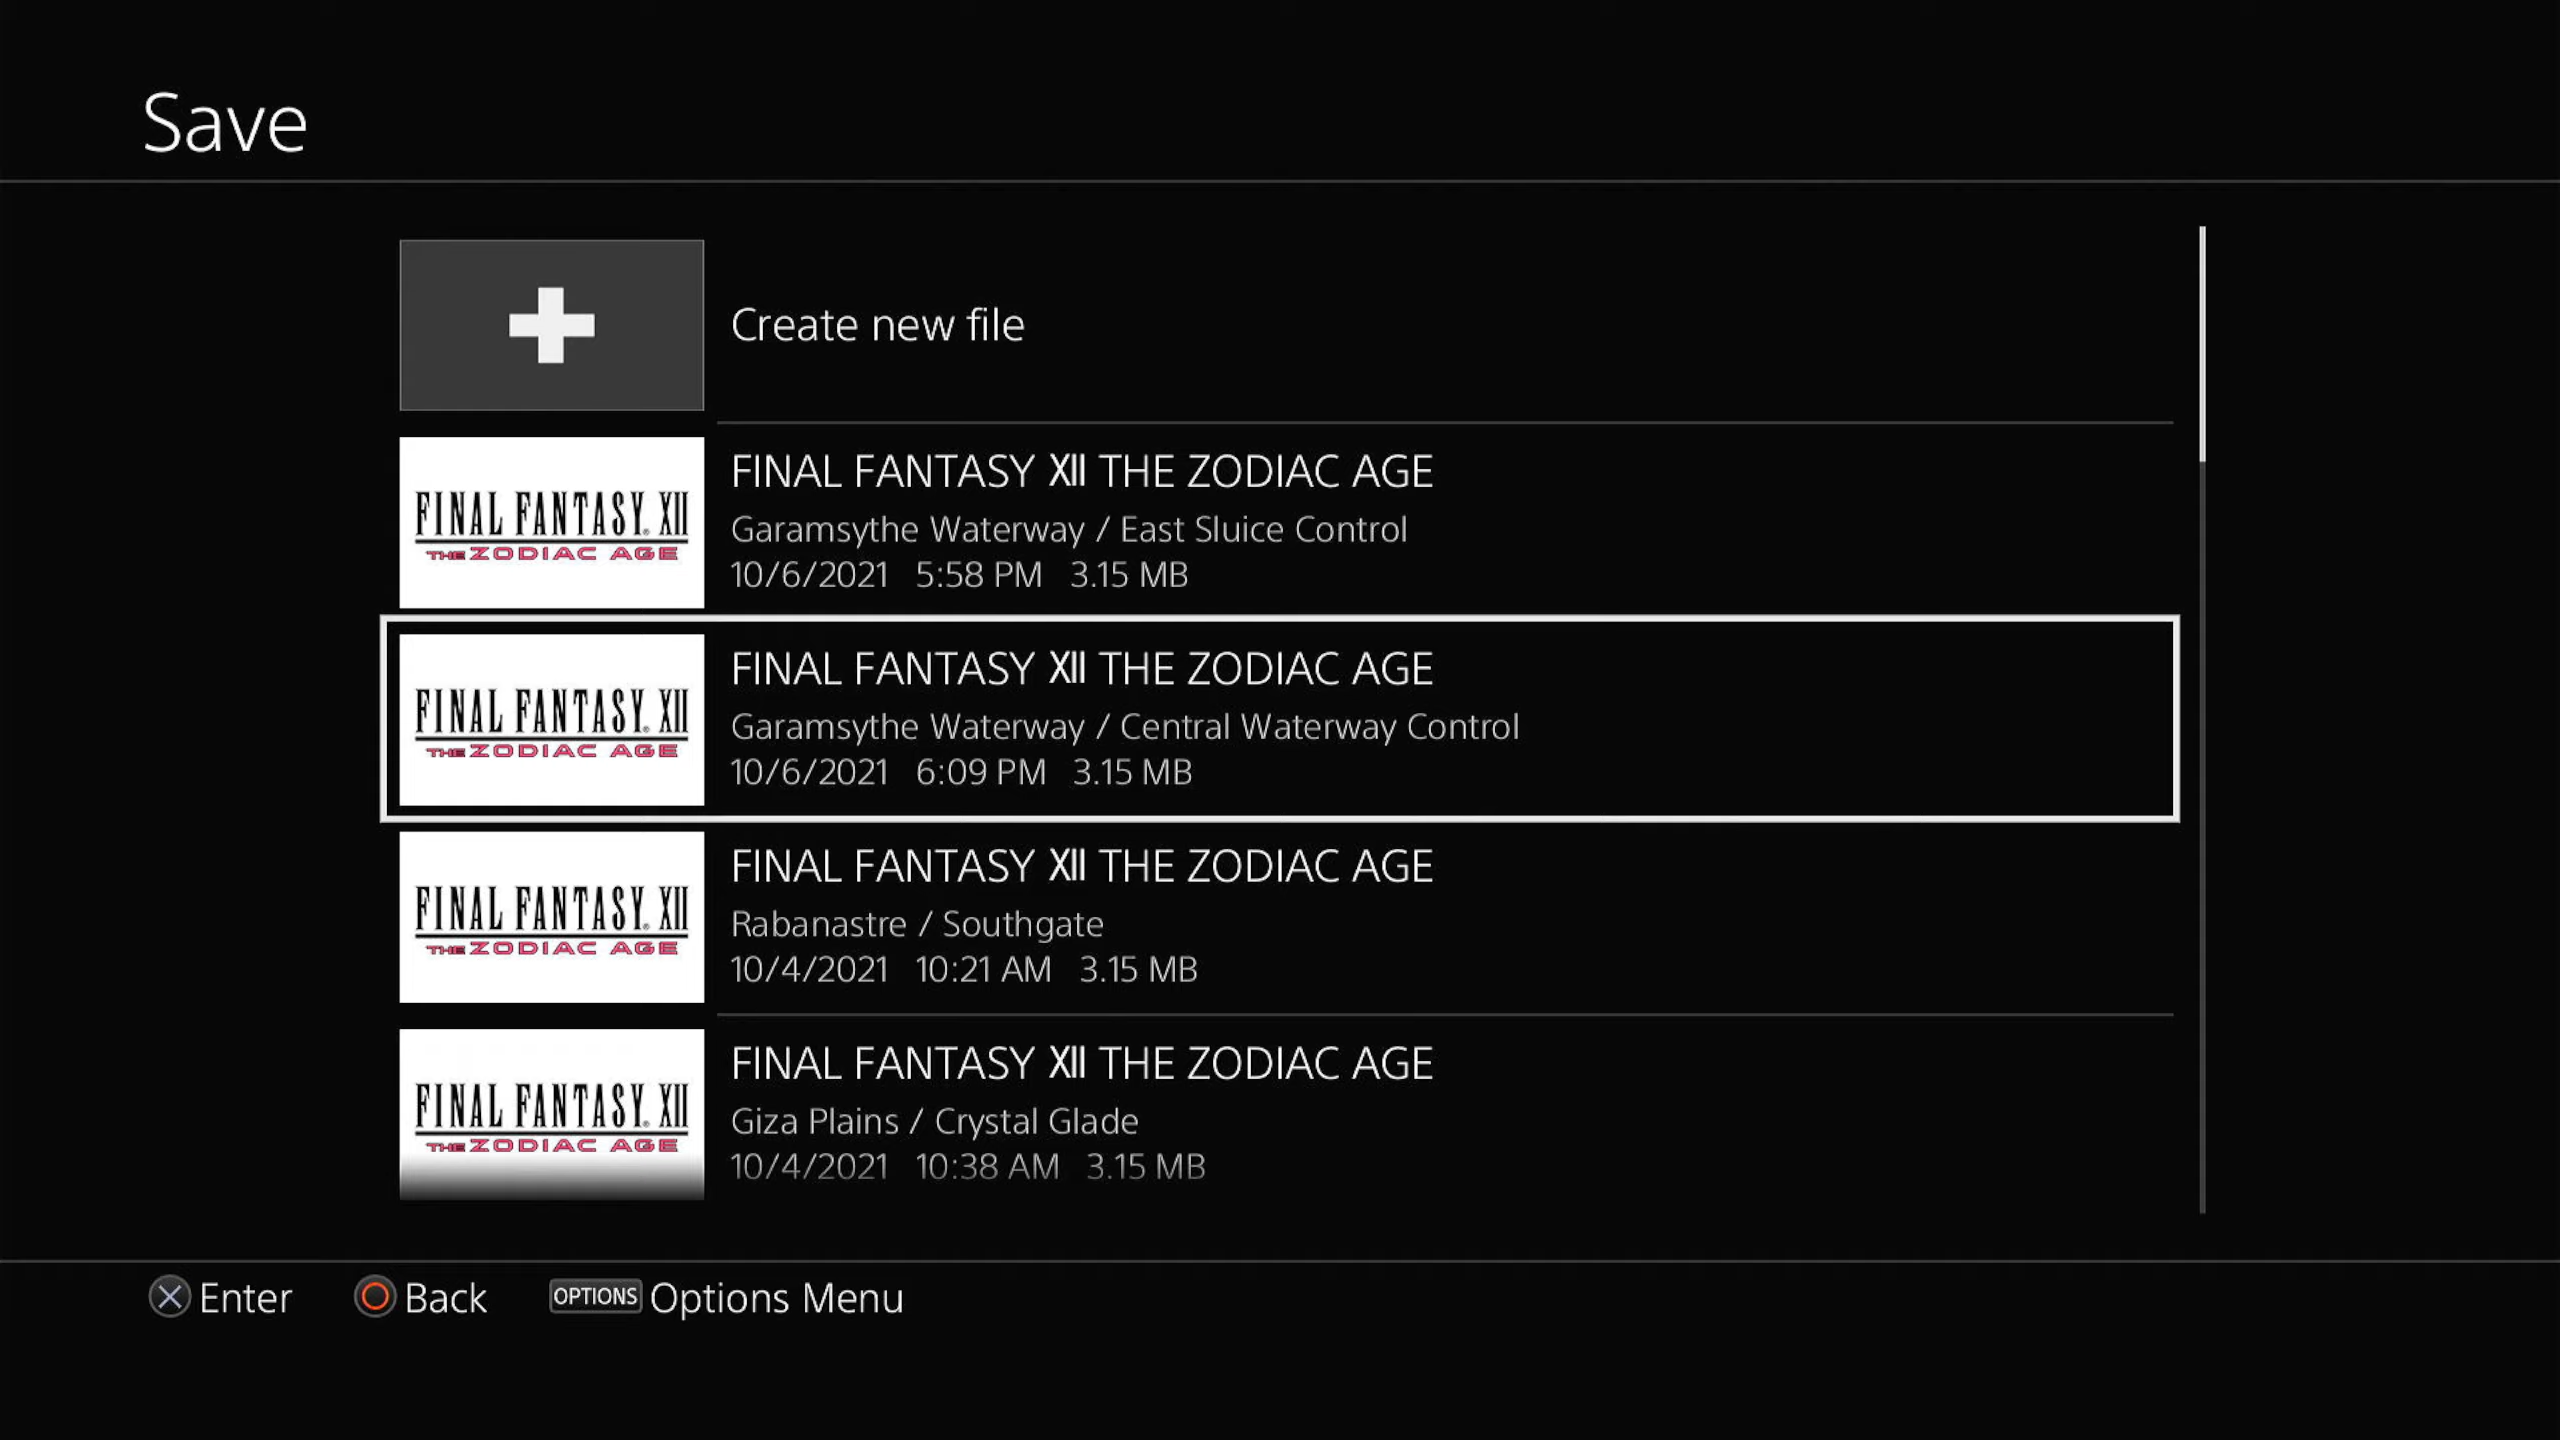 Save
Create new file
FINAL FANTASY XII
THE ZODIAC AGE
FINAL FANTASY XII THE ZODIAC AGE
Garamsythe Waterway / East Sluice Control
10/6/2021 5:58 PM 3.15 MB
FINAL FANTASY XII
THE ZODIAC AGE
FINAL FANTASY XII THE ZODIAC AGE
Garamsythe Waterway / Central Waterway Control
10/6/2021 6:09 PM 3.15 MB
FINAL FANTASY XII
THE ZODIAC AGE
FINAL FANTASY XII THE ZODIAC AGE
Rabanastre / Southgate
10/4/2021 10:21 AM 3.15 MB
FINAL FANTASY XII
THE ZODIAC AGE
FINAL FANTASY XII THE ZODIAC AGE
Giza Plains / Crystal Glade
10/4/2021 10:38 AM 3.15 MB
Enter Back OPTIONS Options Menu